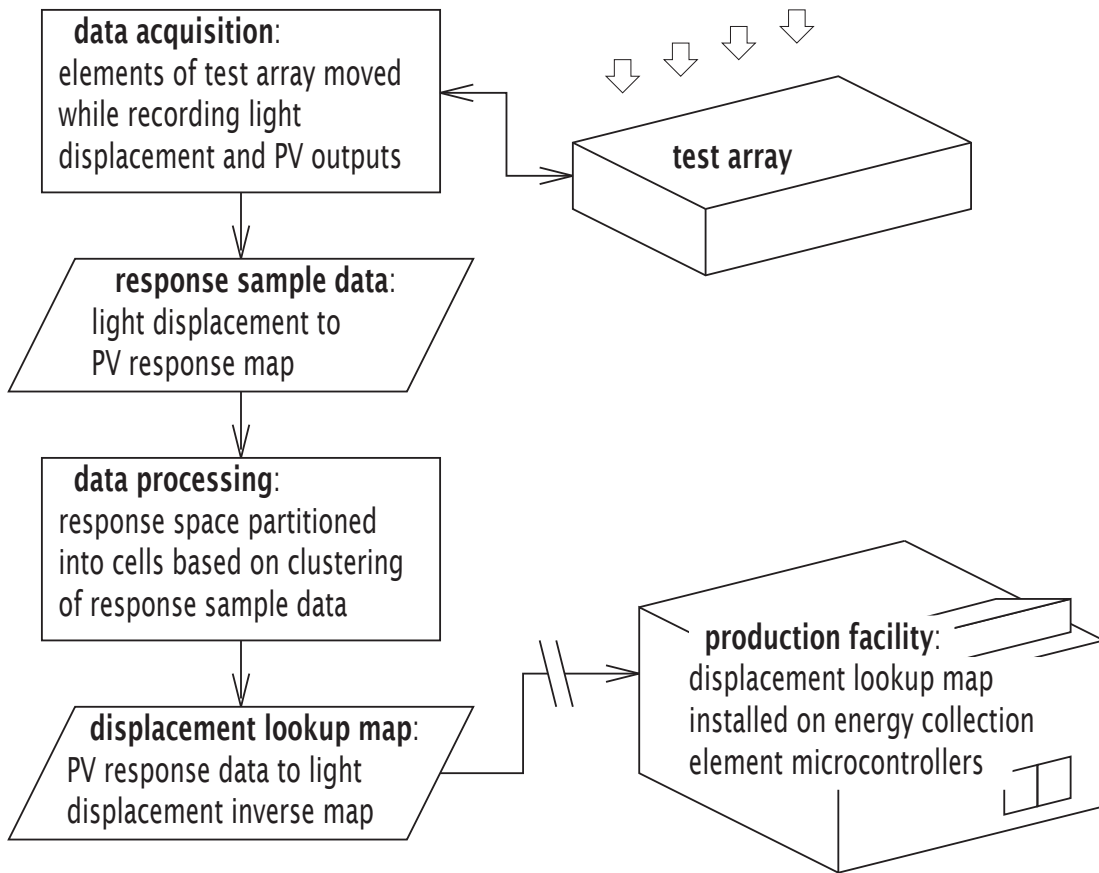 data acquisition:
elements of test array moved
while recording light
displacement and PV outputs
test array
response sample data:
light displacement to
PV response map
data processing:
response space partitioned
into cells based on clustering
of response sample data
displacement lookup map:
PV response data to light
displacement inverse map
production facility:
displacement lookup map
installed on energy collection
element microcontrollers